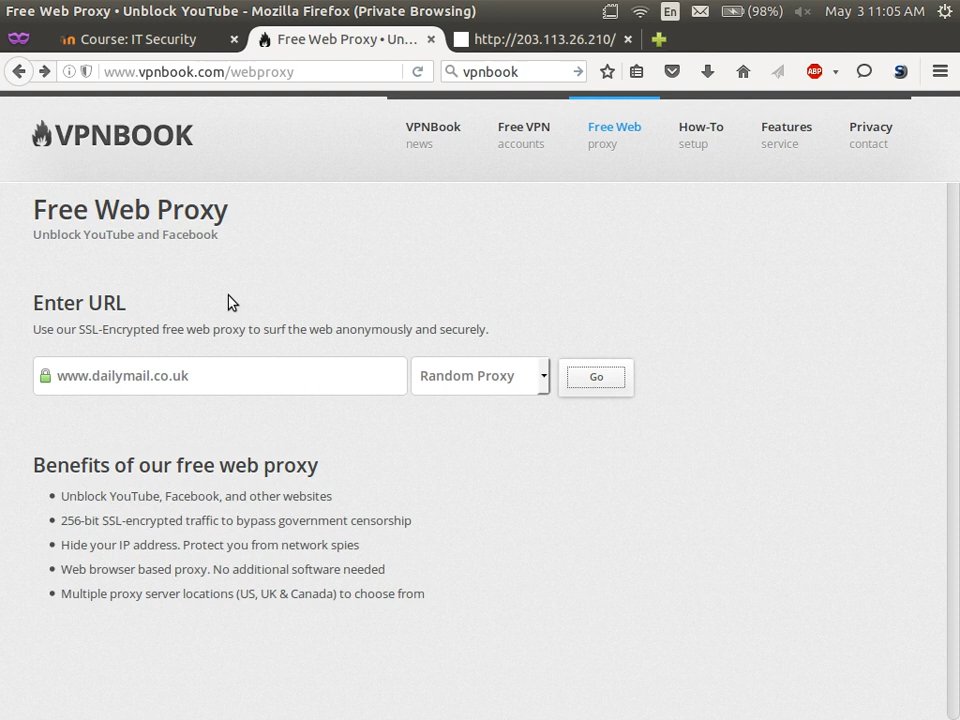 Free Web Proxy • Unblock YouTube - Mozilla Firefox (Private Browsing)
En
(98%)
May 3 11:05 AM
Course: IT Security
Free Web Proxy • Un...
http://203.113.26.210/
www.vpnbook.com/webproxy
vpnbook
ABP
S
VPNBOOK
VPNBook
news
Free VPN
accounts
Free Web
proxy
How-To
setup
Features
service
Privacy
contact
Free Web Proxy
Unblock YouTube and Facebook
Enter URL
Use our SSL-Encrypted free web proxy to surf the web anonymously and securely.
www.dailymail.co.uk
Random Proxy
Go
Benefits of our free web proxy
• Unblock YouTube, Facebook, and other websites
• 256-bit SSL-encrypted traffic to bypass government censorship
• Hide your IP address. Protect you from network spies
• Web browser based proxy. No additional software needed
• Multiple proxy server locations (US, UK & Canada) to choose from